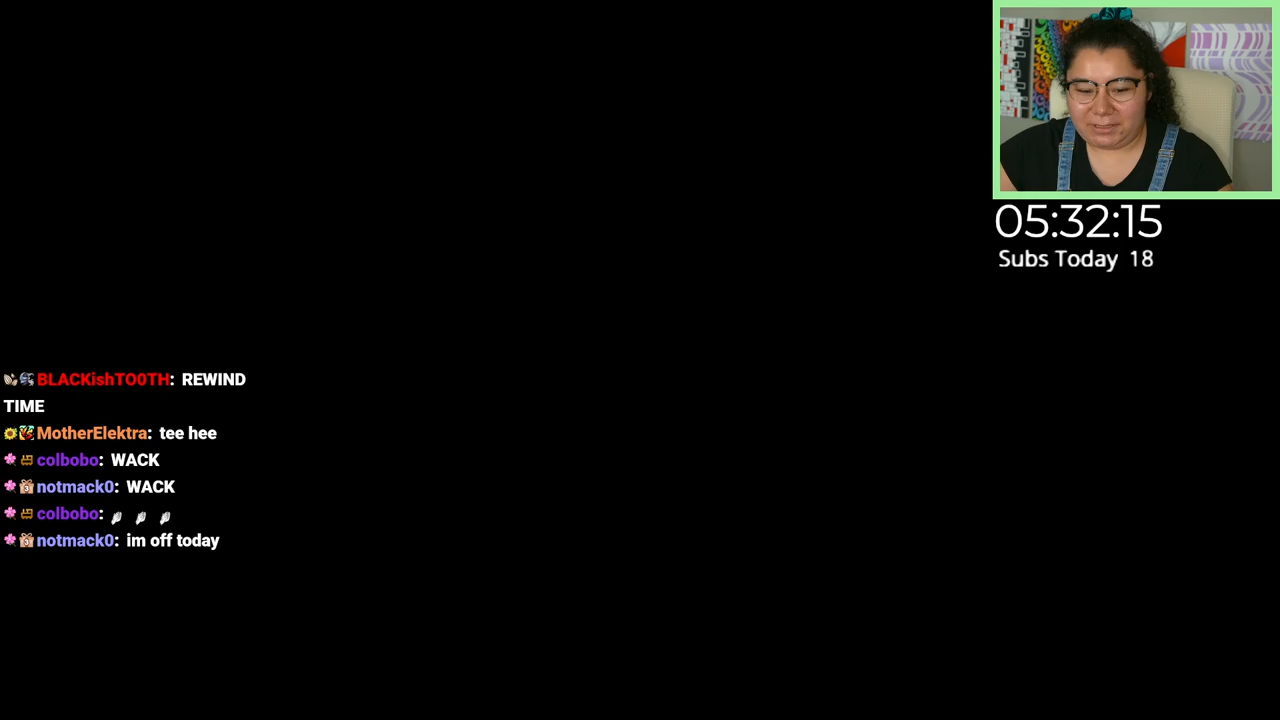 05:32:15
Subs Today 18
BLACKishTO0TH: REWIND
TIME
MotherElektra: tee hee
colbobo: WACK
notmack0: WACK
colbobo:
notmack0: im off today